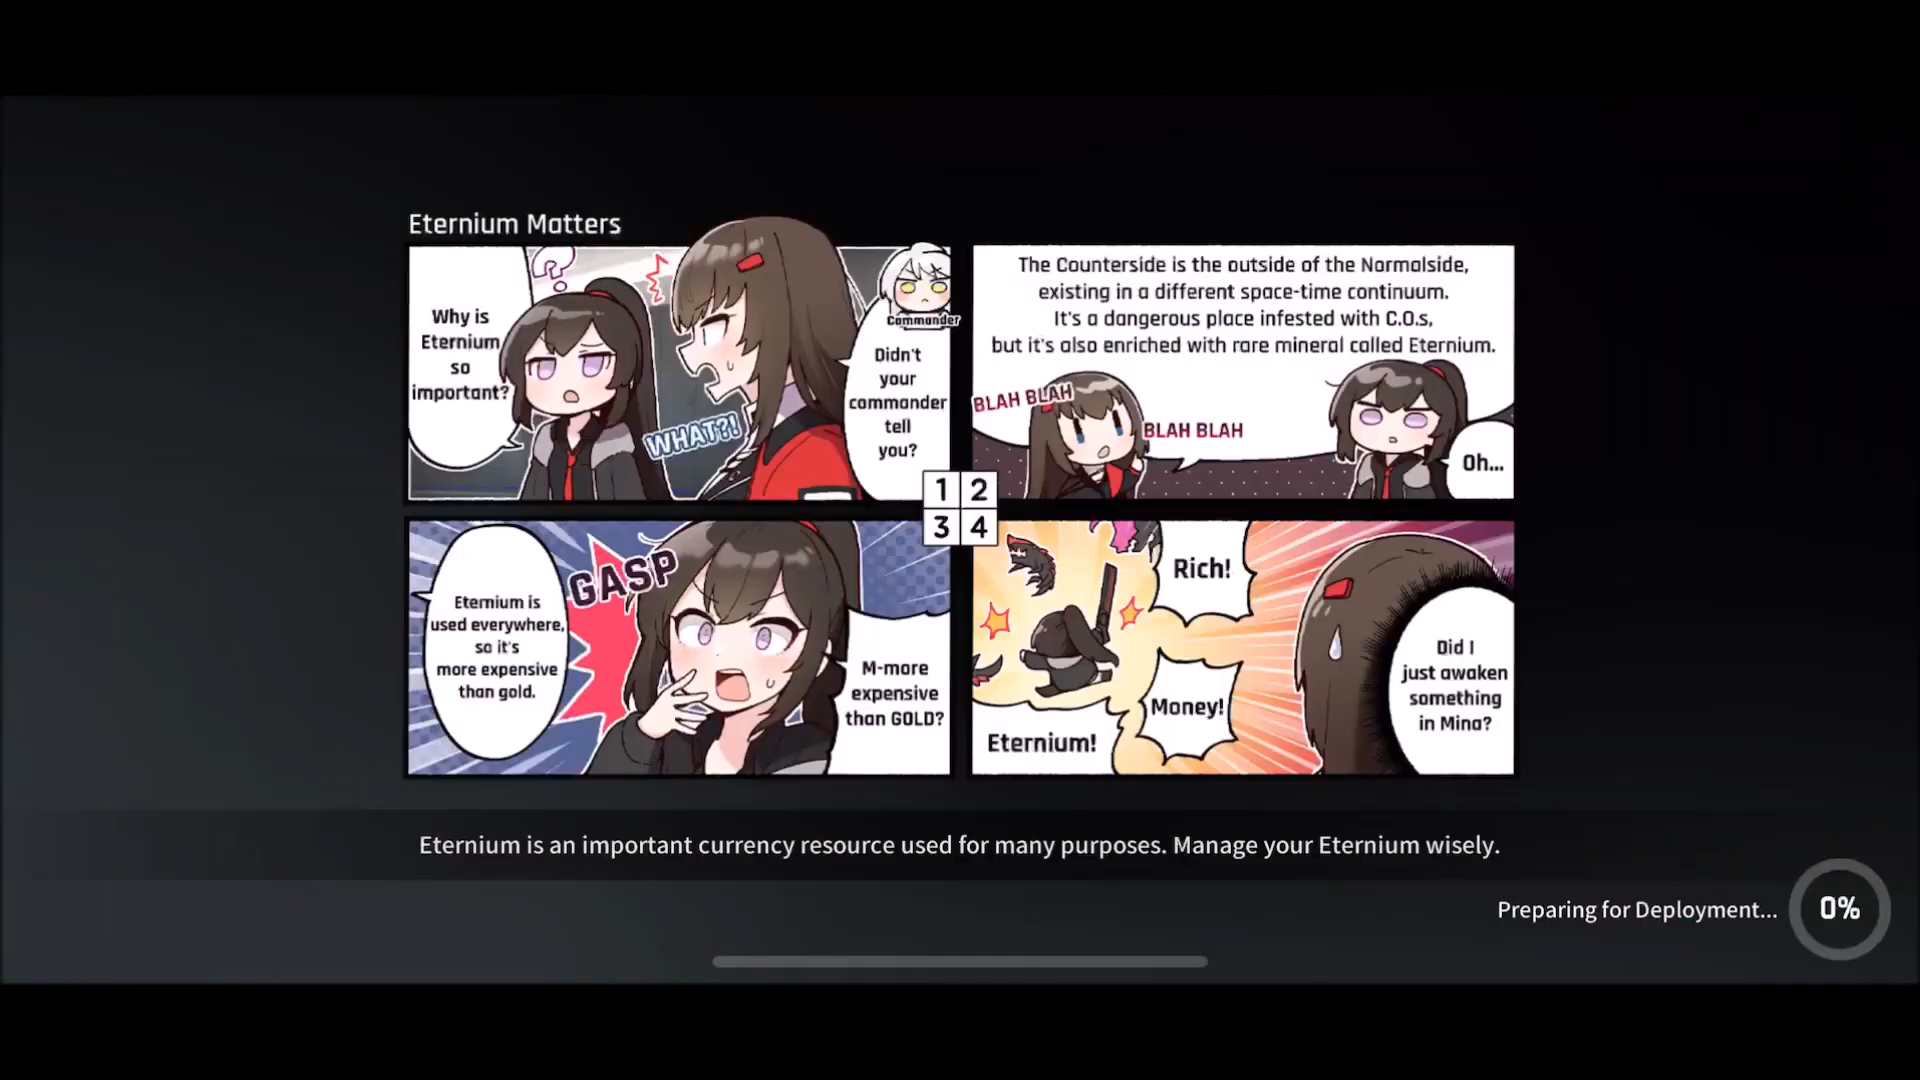 Eternium Matters
Why is
Eternium
so
important?
?
WHAT?!
Commander
Didn't
your
commander
tell
you?
The Counterside is the outside of the Normalside,
existing in a different space-time continuum.
It's a dangerous place infested with C.O.s,
but it's also enriched with rare mineral called Eternium.
BLAH BLAH
BLAH BLAH
Oh...
1 2
3 4
Eternium is
used everywhere,
so it's
more expensive
than gold.
GASP
M-more
expensive
than GOLD?
Rich!
Money!
Eternium!
Did I
just awaken
something
in Mina?
Eternium is an important currency resource used for many purposes. Manage your Eternium wisely.
Preparing for Deployment...
0%